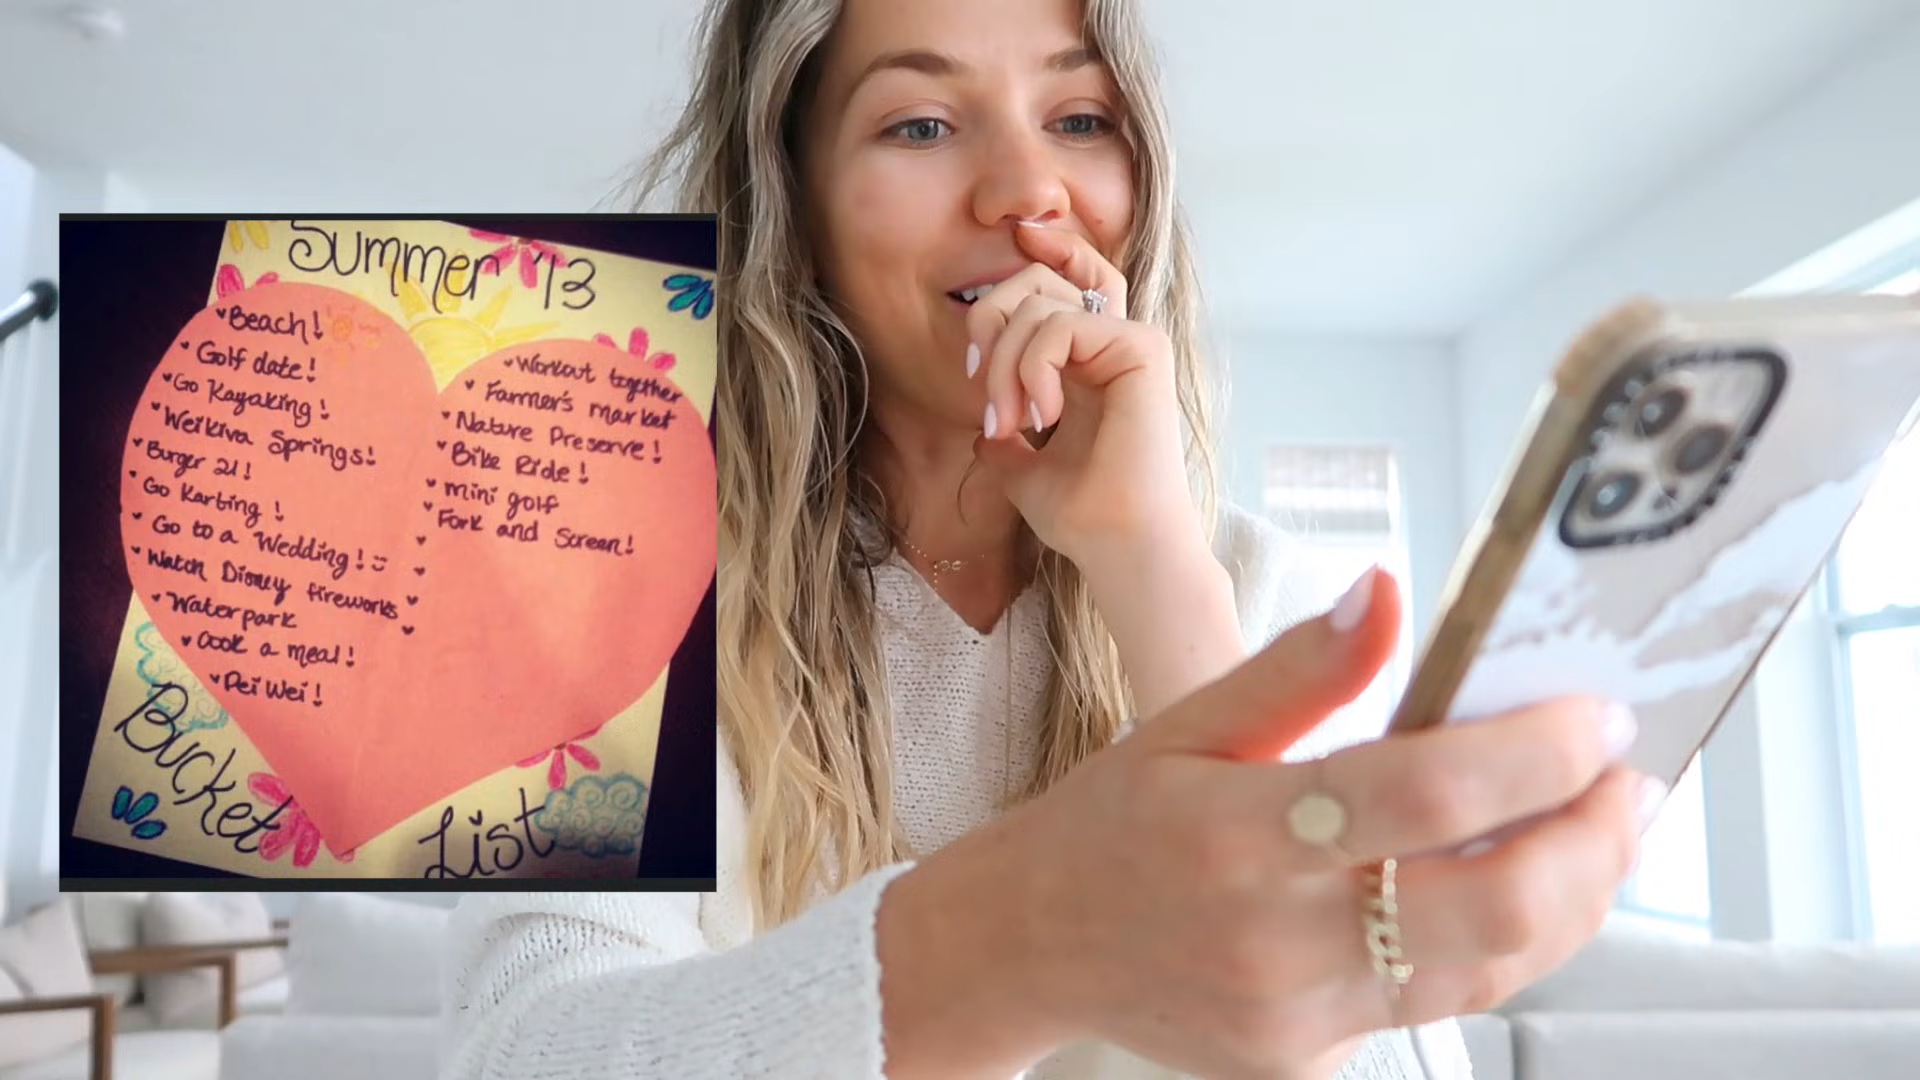 Summer '13
Beach!
Golf date!
Go Kayaking!
Weikiva Springs!
Burger 21!
Go Karting!
Go to a Wedding!
Watch Disney fireworks
Waterpark
Cook a meal!
Pei Wei!
Workout together
Farmer's market
Nature Preserve!
Bike Ride!
mini golf
Fork and Screen!
Bucket
List